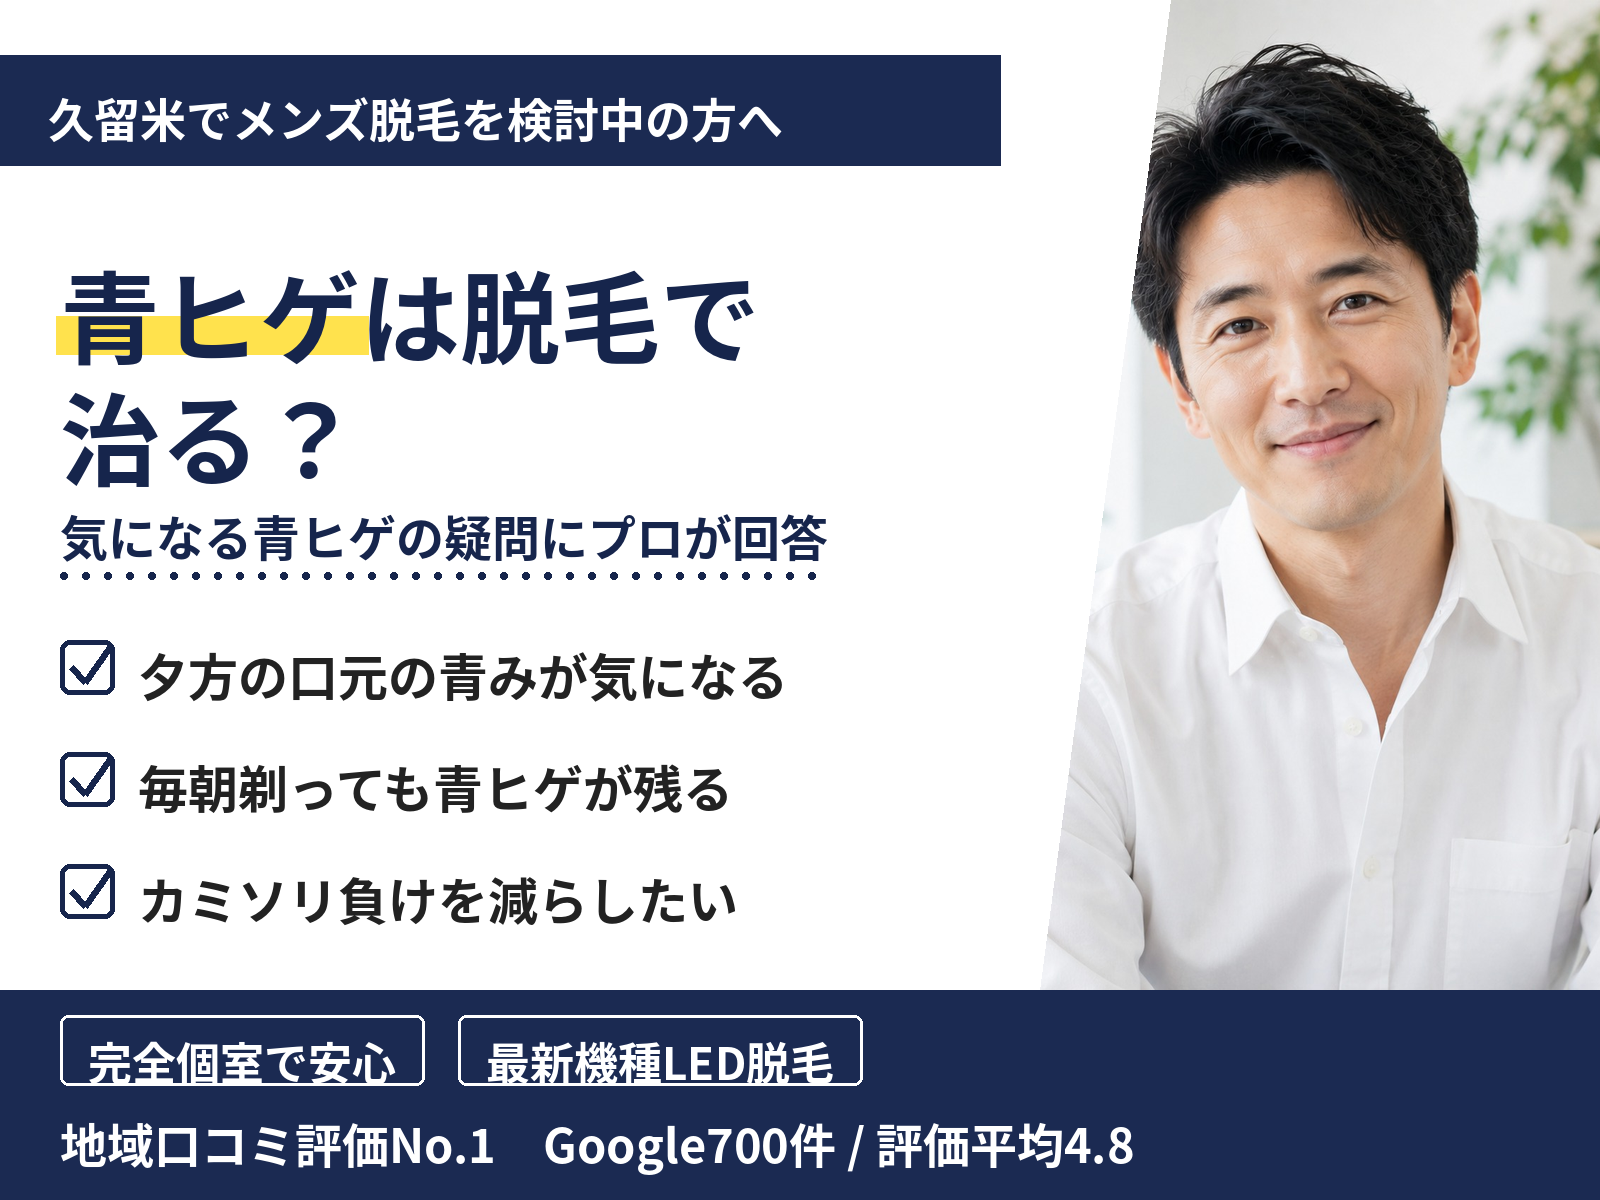 久留米でメンズ脱毛を検討中の方へ
青ヒゲは脱毛で
治る？
気になる青ヒゲの疑問にプロが回答
夕方の口元の青みが気になる
毎朝剃っても青ヒゲが残る
カミソリ負けを減らしたい
完全個室で安心 最新機種LED脱毛
地域口コミ評価No.1　Google700件 / 評価平均4.8